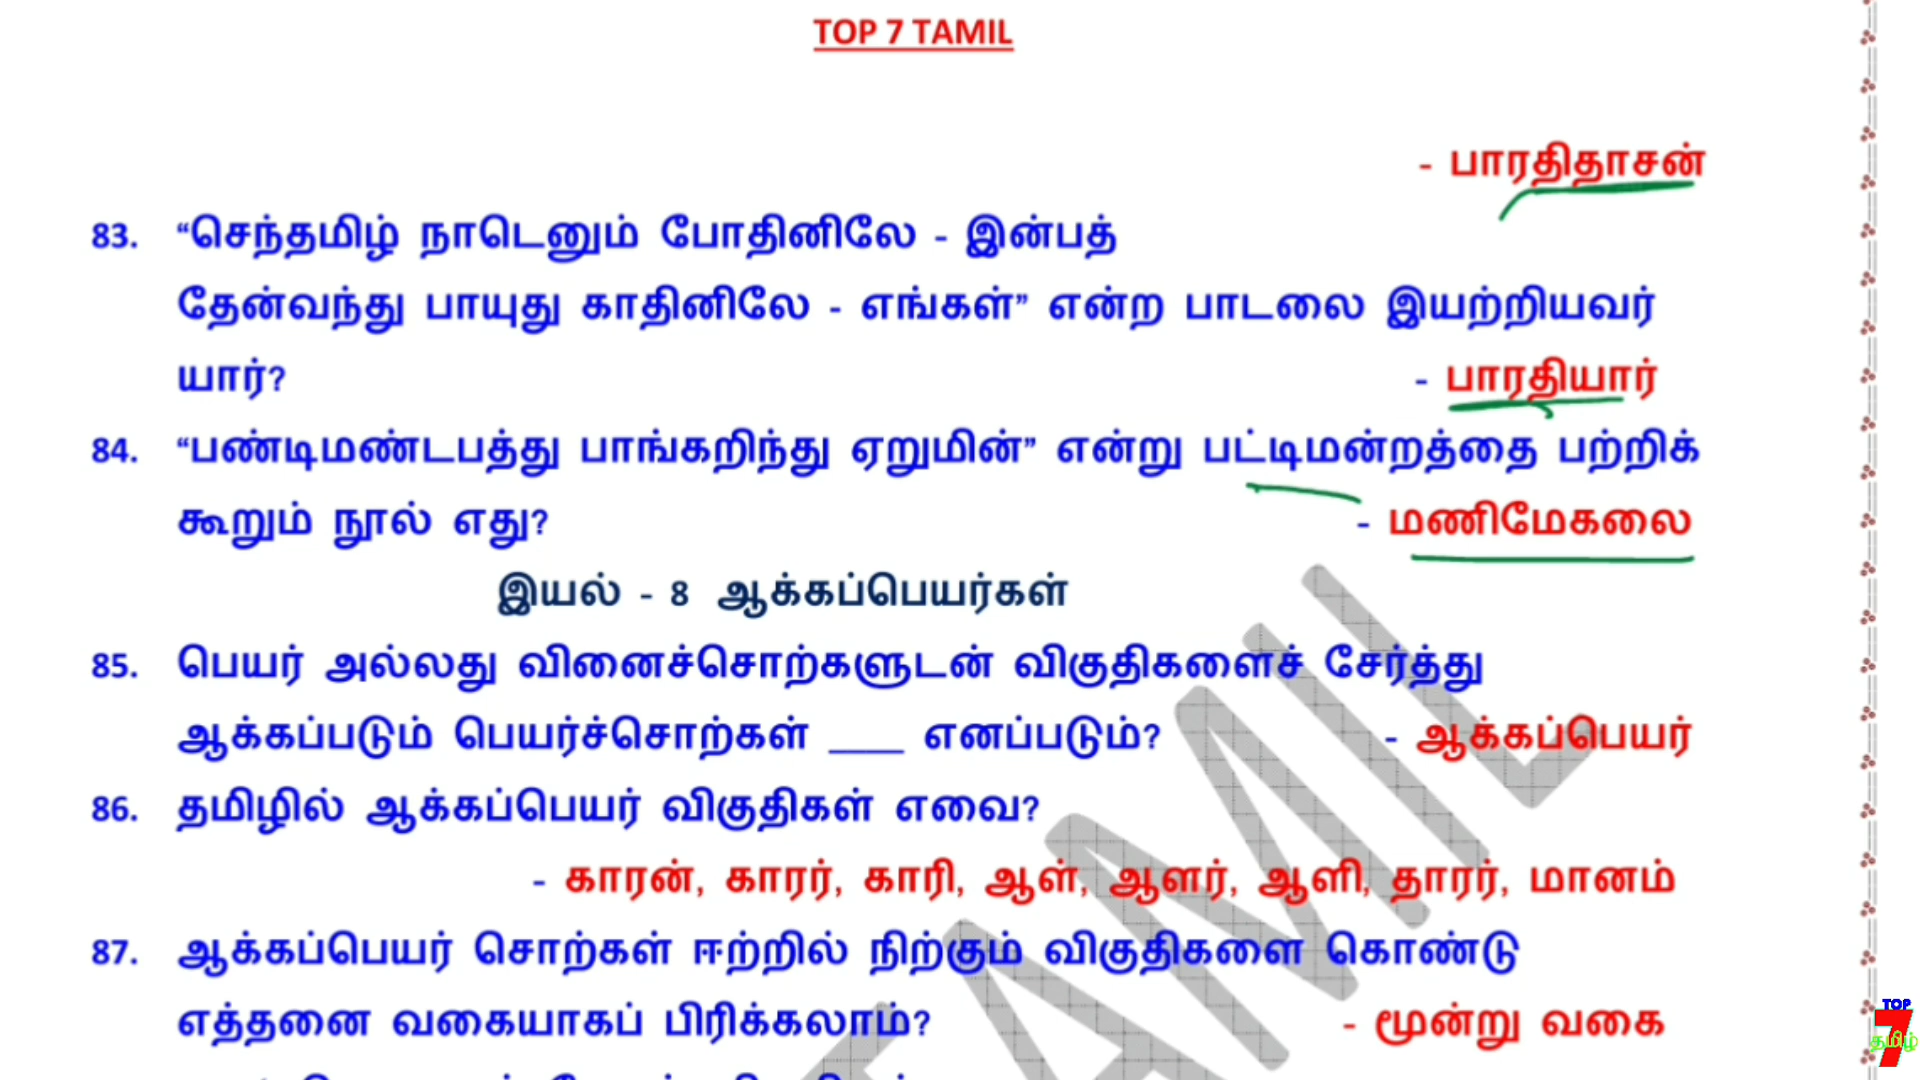 TOP 7 TAMIL
- பாரதிதாசன்
83. “செந்தமிழ் நாடெனும் போதினிலே - இன்பத்
தேன்வந்து பாயுது காதினிலே - எங்கள்” என்ற பாடலை இயற்றியவர்
யார்? - பாரதியார்
84. “பண்டிமண்டபத்து பாங்கறிந்து ஏறுமின்” என்று பட்டிமன்றத்தை பற்றிக்
கூறும் நூல் எது? - மணிமேகலை
இயல் - 8 ஆக்கப்பெயர்கள்
85. பெயர் அல்லது வினைச்சொற்களுடன் விகுதிகளைச் சேர்த்து
ஆக்கப்படும் பெயர்ச்சொற்கள் ____ எனப்படும்? - ஆக்கப்பெயர்
86. தமிழில் ஆக்கப்பெயர் விகுதிகள் எவை?
- காரன், காரர், காரி, ஆள், ஆளர், ஆளி, தாரர், மானம்
87. ஆக்கப்பெயர் சொற்கள் ஈற்றில் நிற்கும் விகுதிகளை கொண்டு
எத்தனை வகையாகப் பிரிக்கலாம்? - மூன்று வகை
TAMIL
TOP
7
தமிழ்